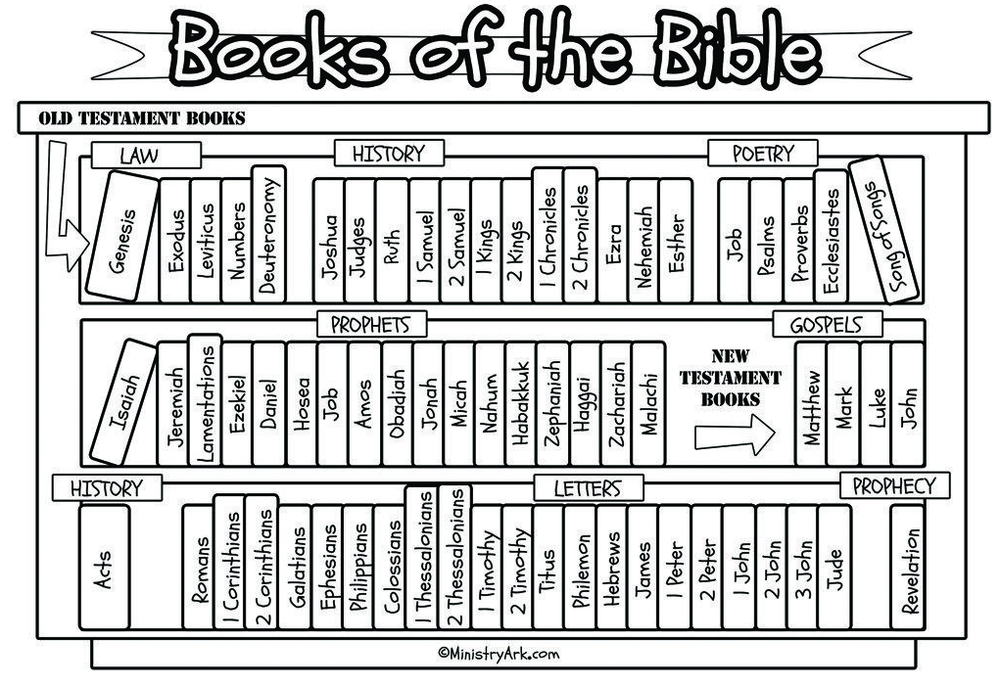 Books of the Bible
OLD TESTAMENT BOOKS
LAW
HISTORY
POETRY
Genesis
Exodus
Leviticus
Numbers
Deuteronomy
Joshua
Judges
Ruth
1 Samuel
2 Samuel
1 Kings
2 Kings
1 Chronicles
2 Chronicles
Ezra
Nehemiah
Esther
Job
Psalms
Proverbs
Ecclesiastes
Song of Songs
PROPHETS
GOSPELS
Isaiah
Jeremiah
Lamentations
Ezekiel
Daniel
Hosea
Job
Amos
Obadiah
Jonah
Micah
Nahum
Habakkuk
Zephaniah
Haggai
Zachariah
Malachi
NEW
TESTAMENT
BOOKS
Matthew
Mark
Luke
John
HISTORY
LETTERS
PROPHECY
Acts
Romans
1 Corinthians
2 Corinthians
Galatians
Ephesians
Philippians
Colossians
1 Thessalonians
2 Thessalonians
1 Timothy
2 Timothy
Titus
Philemon
Hebrews
James
1 Peter
2 Peter
1 John
2 John
3 John
Jude
Revelation
©MinistryArk.com